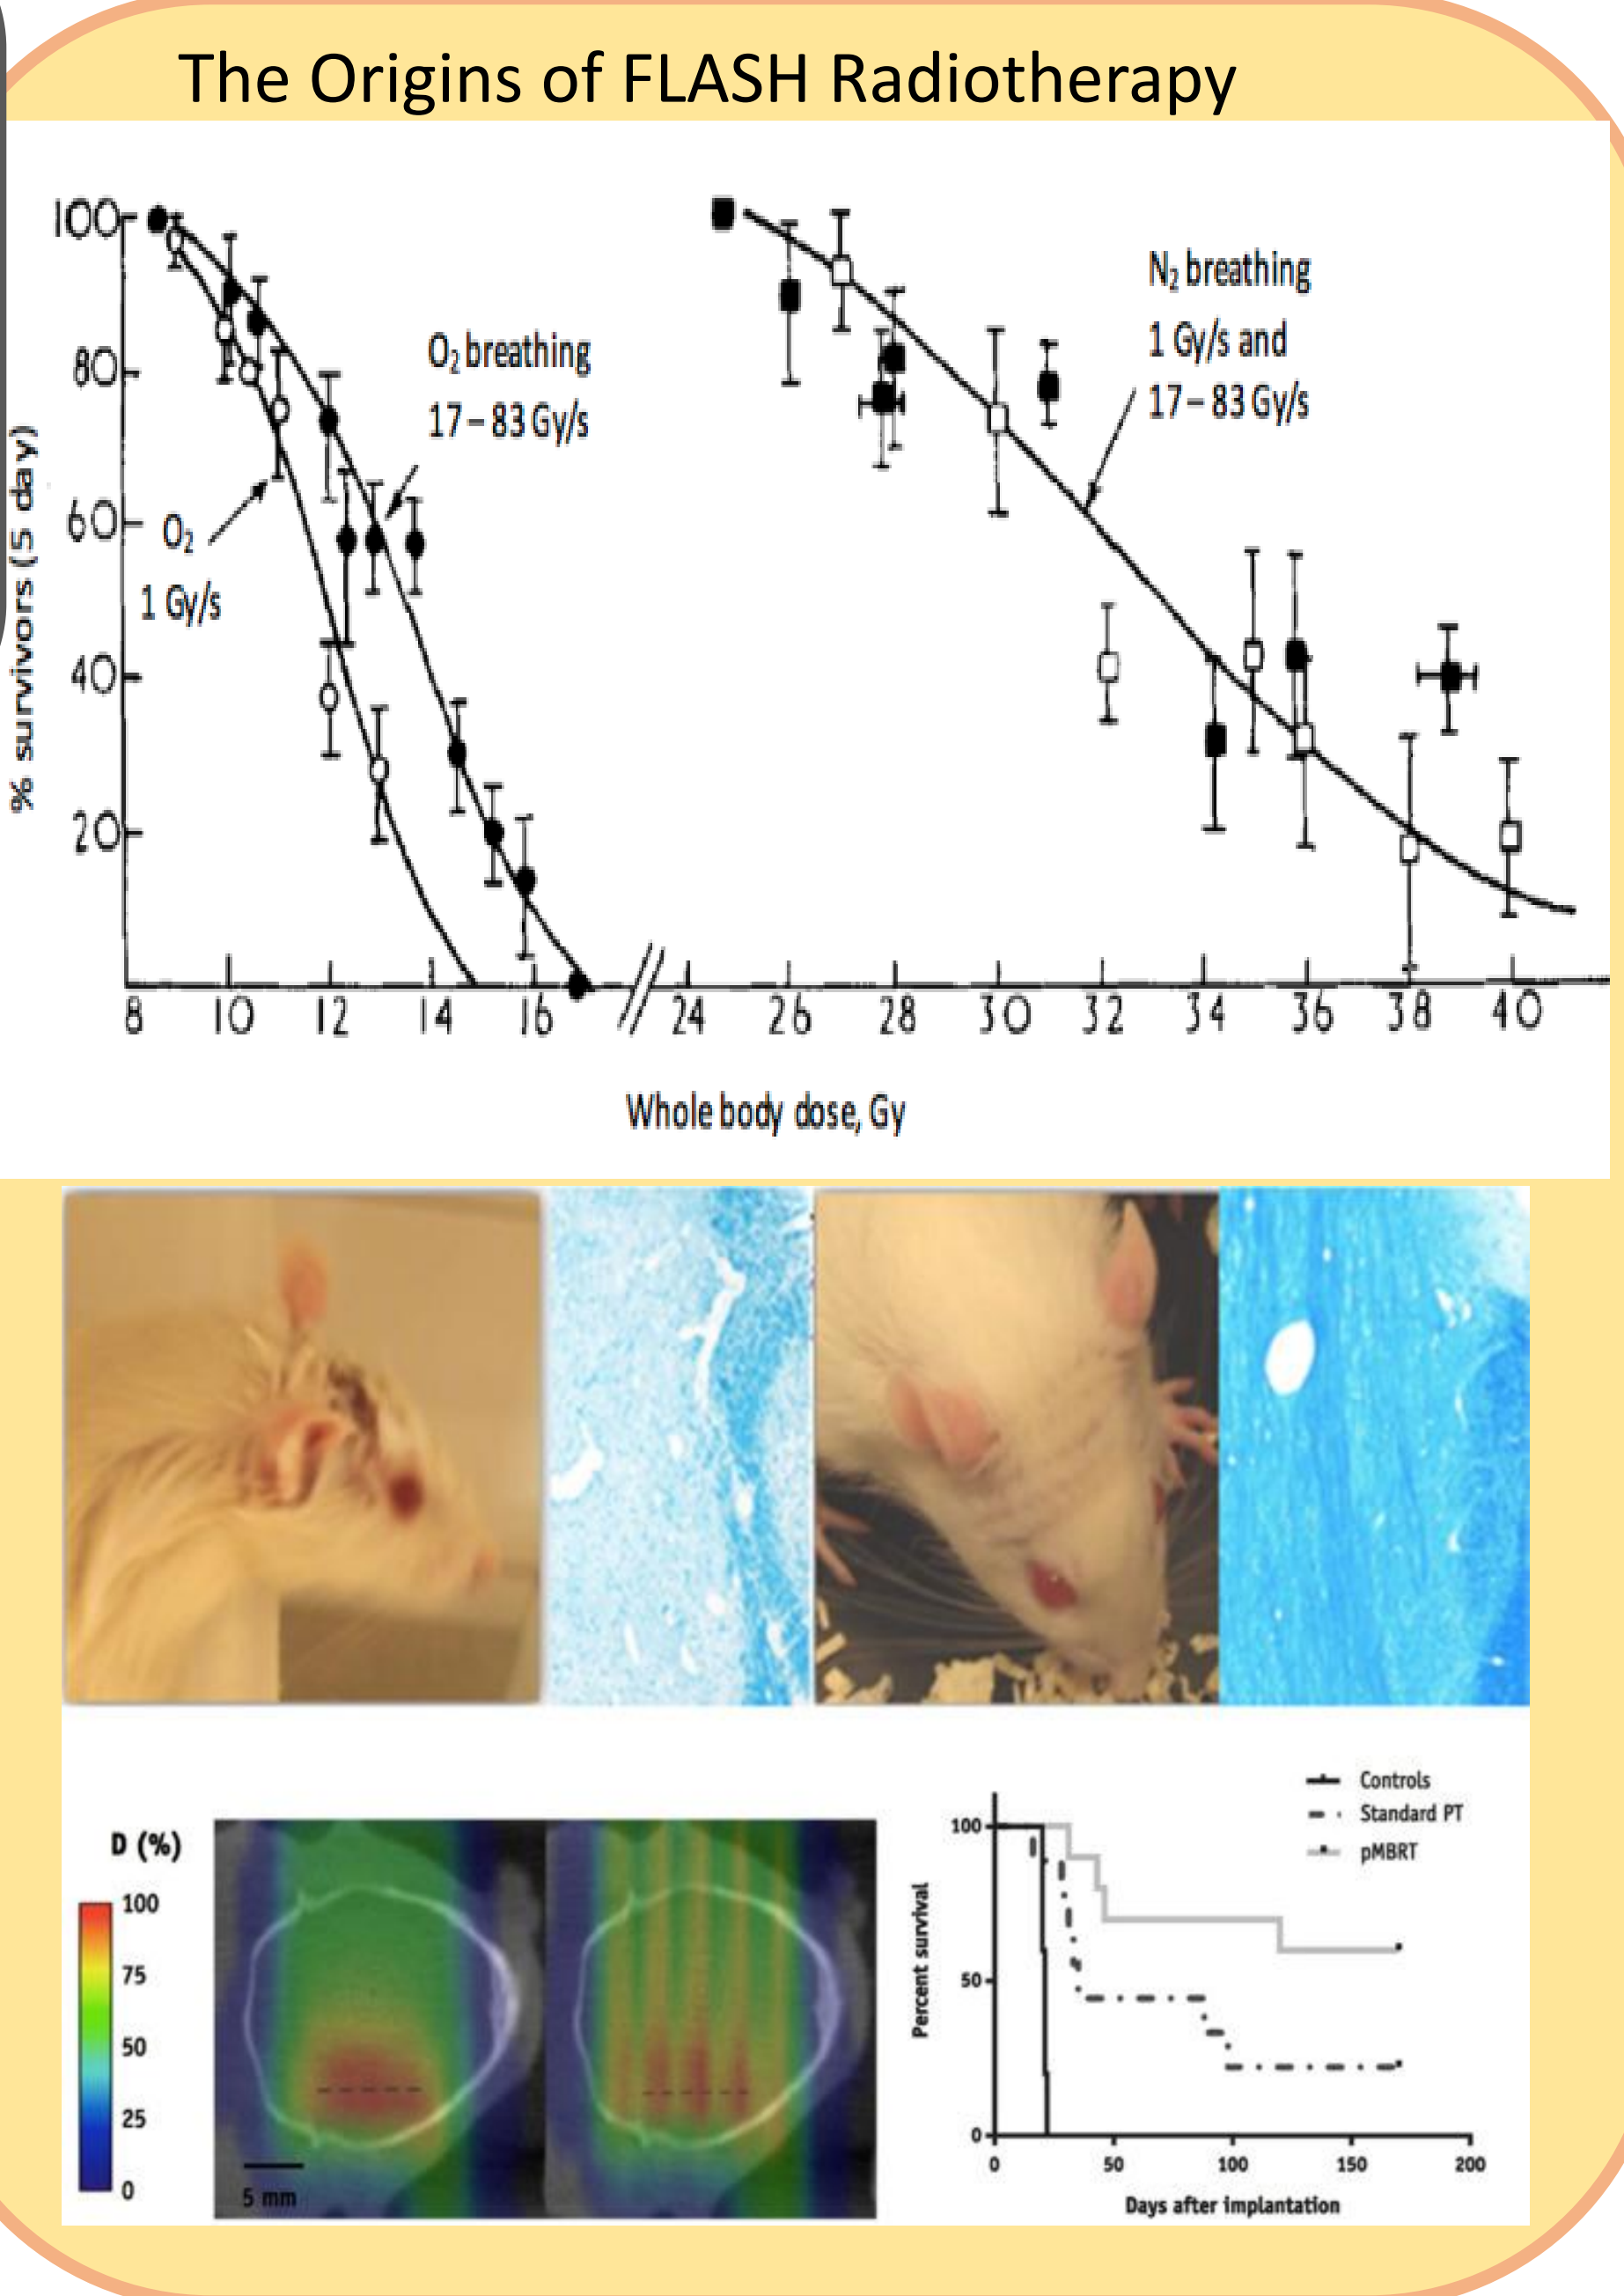 The Origins of FLASH Radiotherapy
100
80
60
40
20
% survivors (5 day)
O₂ breathing
17 – 83 Gy/s
O₂
1 Gy/s
N₂ breathing
1 Gy/s and
17 – 83 Gy/s
8 10 12 14 16 24 26 28 30 32 34 36 38 40
Whole body dose, Gy
D (%)
100
75
50
25
0
5 mm
Controls
Standard PT
pMBRT
100
50
0
Percent survival
0 50 100 150 200
Days after implantation